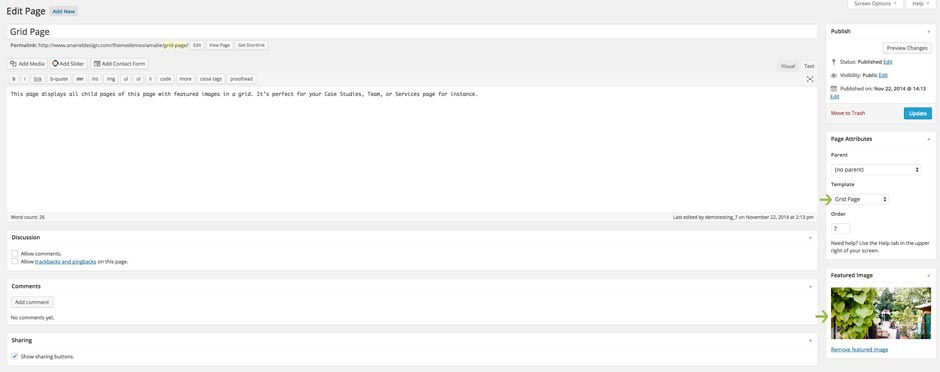 Screen Options Help
Edit Page Add New
Grid Page
Permalink: http://www.anarieldesign.com/themedemos/amalie/grid-page/ Edit View Page Get Shortlink
Add Media Add Slider Add Contact Form
Visual Text
b i link b-quote del ins img ul ol li code more close tags proofread
This page displays all child pages of this page with featured images in a grid. It's perfect for your Case Studies, Team, or Services page for instance.
Word count: 26
Last edited by demotesting_7 on November 22, 2014 at 2:13 pm
Discussion
Allow comments.
Allow trackbacks and pingbacks on this page.
Comments
Add comment
No comments yet.
Sharing
Show sharing buttons.
Publish
Preview Changes
Status: Published Edit
Visibility: Public Edit
Published on: Nov 22, 2014 @ 14:13
Edit
Move to Trash Update
Page Attributes
Parent
(no parent)
Template
Grid Page
Order
7
Need help? Use the Help tab in the upper
right of your screen.
Featured Image
Remove featured image